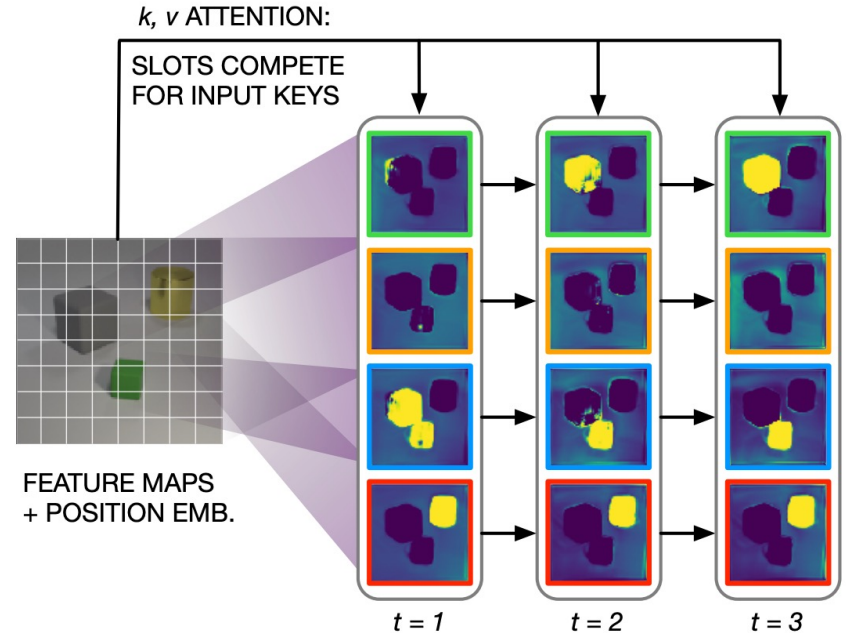 k, v ATTENTION:
SLOTS COMPETE
FOR INPUT KEYS
FEATURE MAPS
+ POSITION EMB.
t = 1
t = 2
t = 3